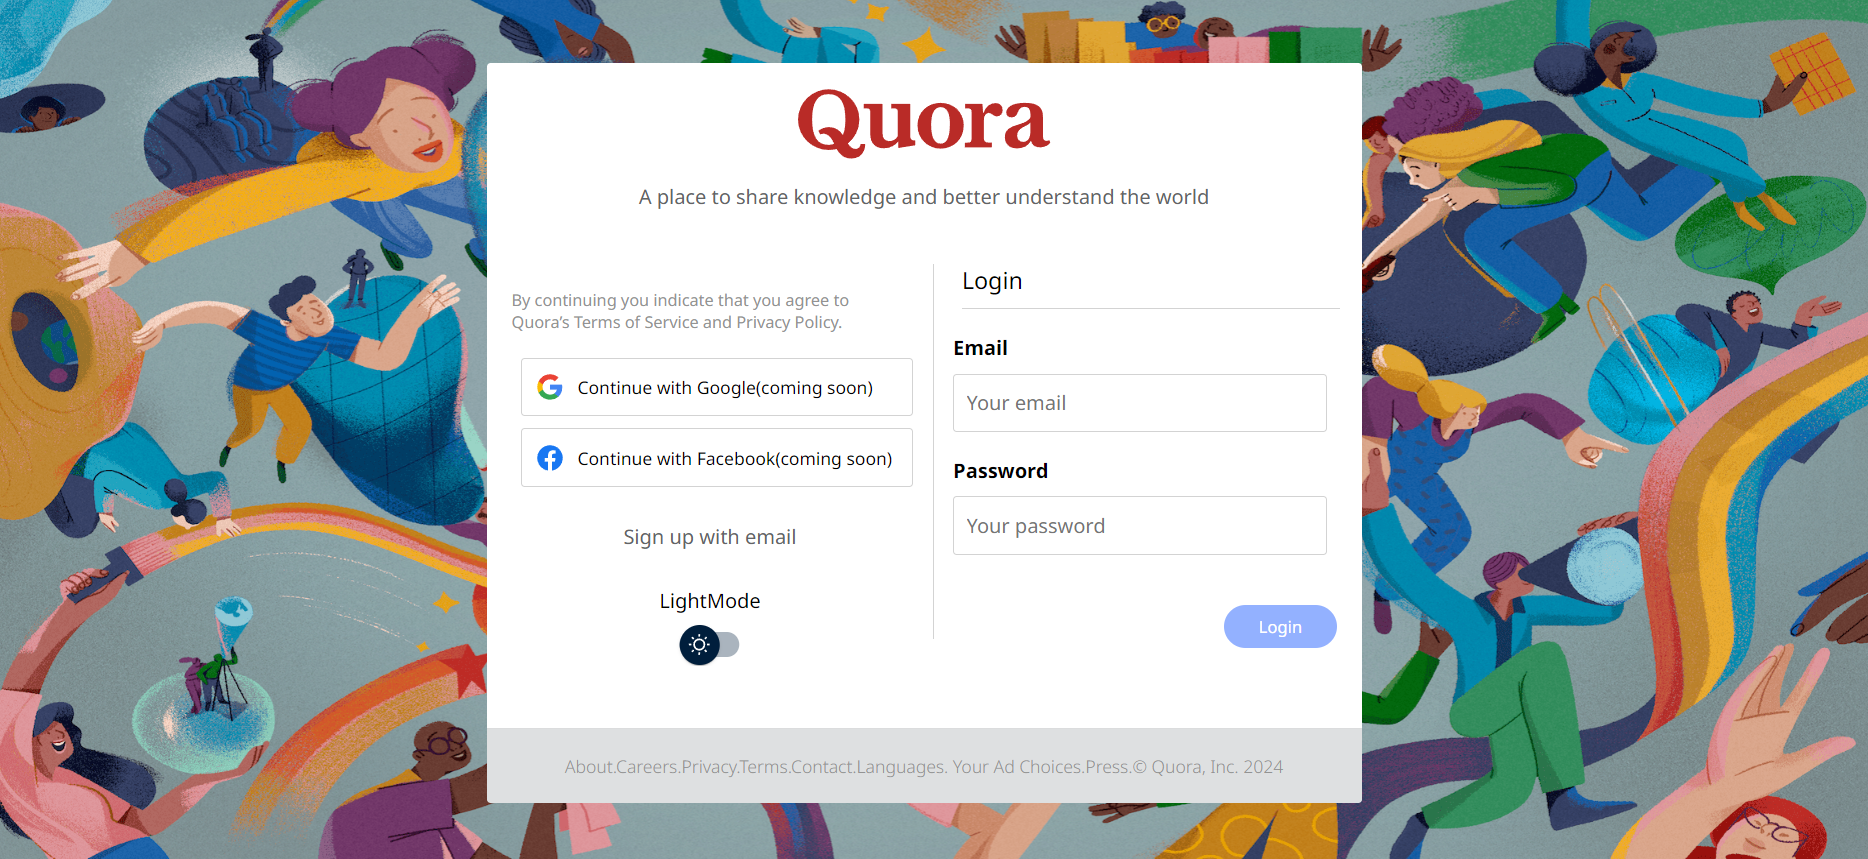 Quora
A place to share knowledge and better understand the world
By continuing you indicate that you agree to
Quora’s Terms of Service and Privacy Policy.
Continue with Google(coming soon)
Continue with Facebook(coming soon)
Sign up with email
LightMode
Login
Email
Your email
Password
Your password
Login
About.Careers.Privacy.Terms.Contact.Languages. Your Ad Choices.Press.© Quora, Inc. 2024